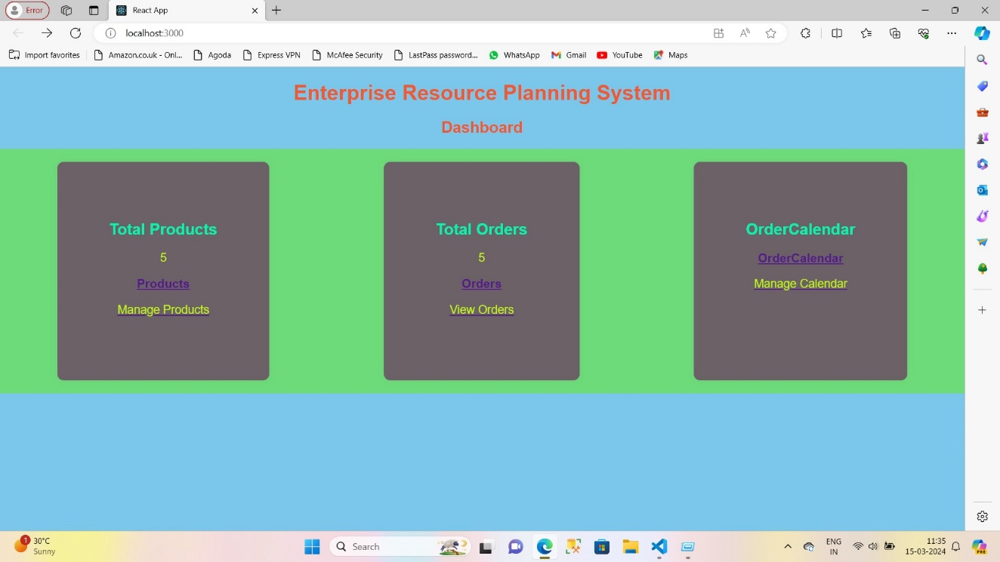 Error
React App
localhost:3000
Import favorites
Amazon.co.uk - Onl...
Agoda
Express VPN
McAfee Security
LastPass password...
WhatsApp
Gmail
YouTube
Maps
Enterprise Resource Planning System
Dashboard
Total Products
5
Products
Manage Products
Total Orders
5
Orders
View Orders
OrderCalendar
OrderCalendar
Manage Calendar
1
30°C
Sunny
Search
ENG
IN
11:35
15-03-2024
PRE